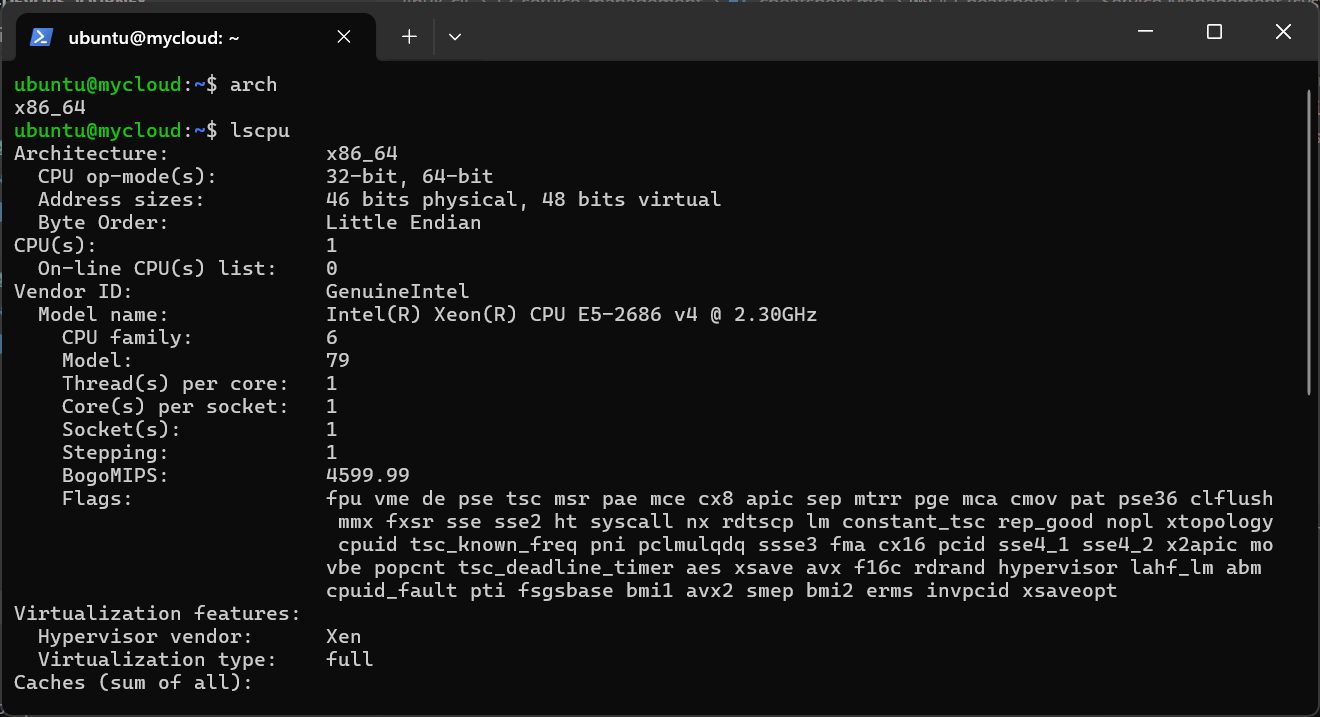 ubuntu@mycloud: ~
ubuntu@mycloud:~$ arch
x86_64
ubuntu@mycloud:~$ lscpu
Architecture: x86_64
CPU op-mode(s): 32-bit, 64-bit
Address sizes: 46 bits physical, 48 bits virtual
Byte Order: Little Endian
CPU(s): 1
On-line CPU(s) list: 0
Vendor ID: GenuineIntel
Model name: Intel(R) Xeon(R) CPU E5-2686 v4 @ 2.30GHz
CPU family: 6
Model: 79
Thread(s) per core: 1
Core(s) per socket: 1
Socket(s): 1
Stepping: 1
BogoMIPS: 4599.99
Flags: fpu vme de pse tsc msr pae mce cx8 apic sep mtrr pge mca cmov pat pse36 clflush
mmx fxsr sse sse2 ht syscall nx rdtscp lm constant_tsc rep_good nopl xtopology
cpuid tsc_known_freq pni pclmulqdq ssse3 fma cx16 pcid sse4_1 sse4_2 x2apic mo
vbe popcnt tsc_deadline_timer aes xsave avx f16c rdrand hypervisor lahf_lm abm
cpuid_fault pti fsgsbase bmi1 avx2 smep bmi2 erms invpcid xsaveopt
Virtualization features:
Hypervisor vendor: Xen
Virtualization type: full
Caches (sum of all):